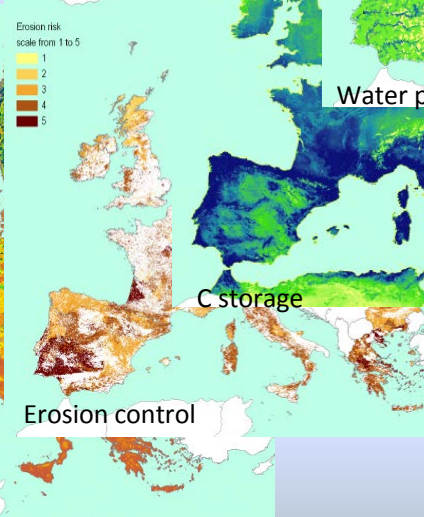 Erosion risk
scale from 1 to 5
1
2
3
4
5
Water p
C storage
Erosion control